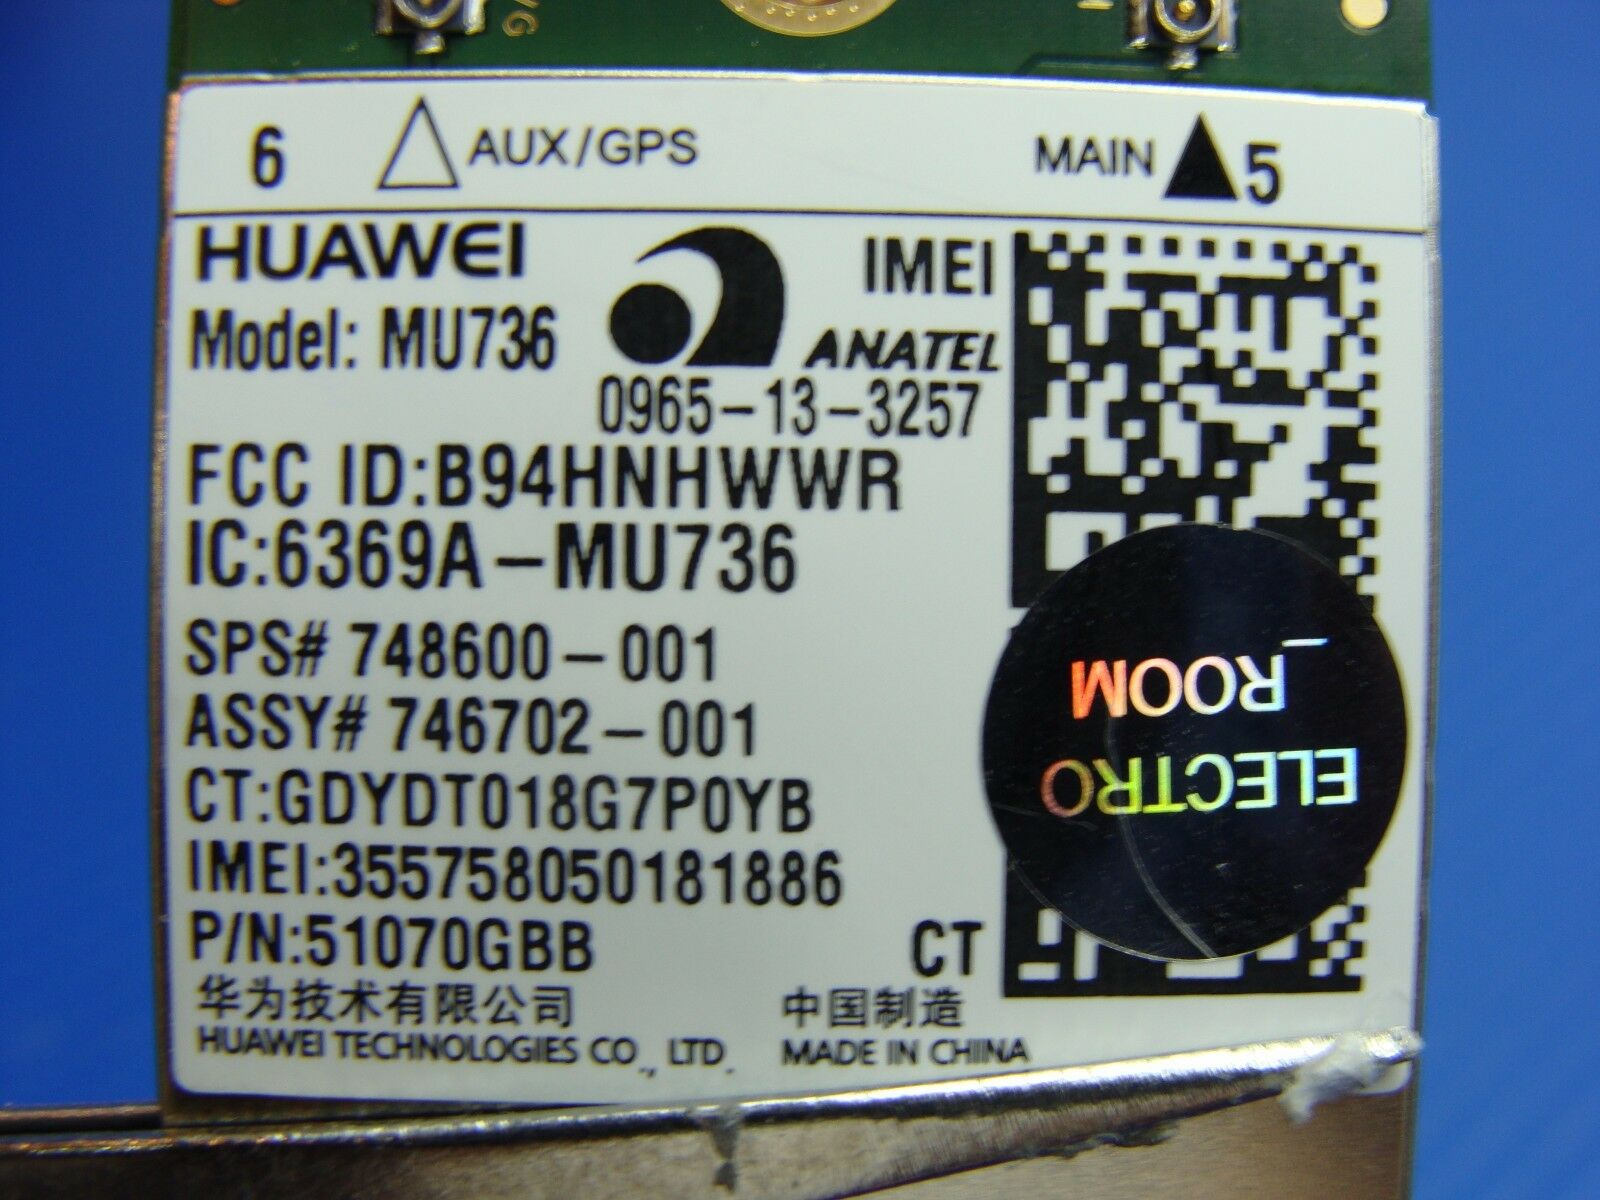 6 AUX/GPS MAIN 5
HUAWEI
Model: MU736
IMEI
ANATEL
0965-13-3257
FCC ID:B94HNHWWR
IC:6369A-MU736
SPS# 748600-001
ASSY# 746702-001
CT:GDYDT018G7P0YB
IMEI:355758050181886
P/N:51070GBB
CT
华为技术有限公司 中国制造
HUAWEI TECHNOLOGIES CO., LTD. MADE IN CHINA
ELECTRO
_ROOM